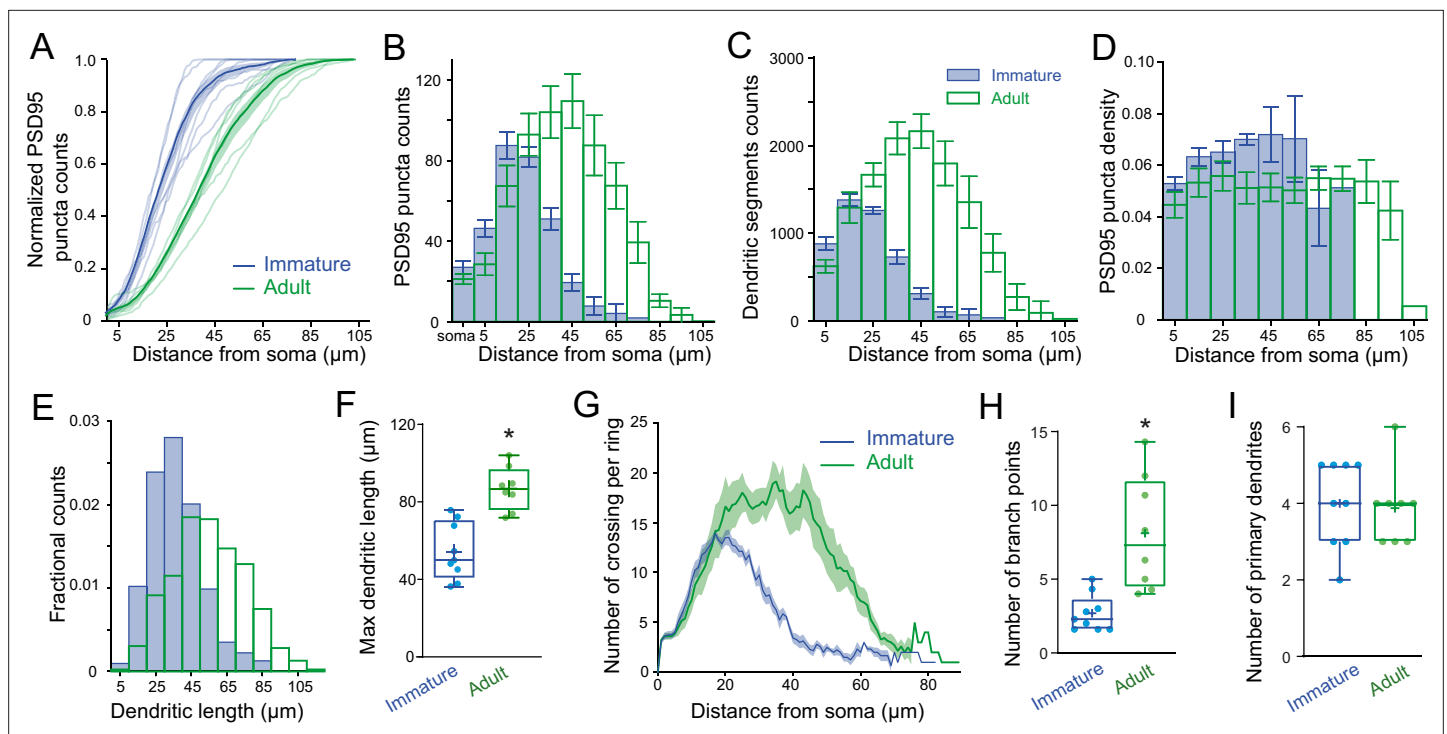 A
Normalized PSD95
puncta counts
1.0
0.8
0.6
0.4
0.2
0
5
25
45
65
85
105
Distance from soma (μm)
Immature
Adult
B
PSD95 puncta counts
120
80
40
0
soma
5
25
45
65
85
105
Distance from soma (μm)
C
Dendritic segments counts
3000
2000
1000
0
5
25
45
65
85
105
Distance from soma (μm)
Immature
Adult
D
PSD95 puncta density
0.10
0.08
0.06
0.04
0.02
0
5
25
45
65
85
105
Distance from soma (μm)
E
Fractional counts
0.03
0.02
0.01
0
5
25
45
65
85
105
Dendritic length (μm)
F
Max dendritic length (μm)
120
80
40
0
*
Immature
Adult
G
Number of crossing per ring
25
20
15
10
5
0
0
20
40
60
80
Distance from soma (μm)
Immature
Adult
H
Number of branch points
15
10
5
0
*
Immature
Adult
I
Number of primary dendrites
6
4
2
0
Immature
Adult